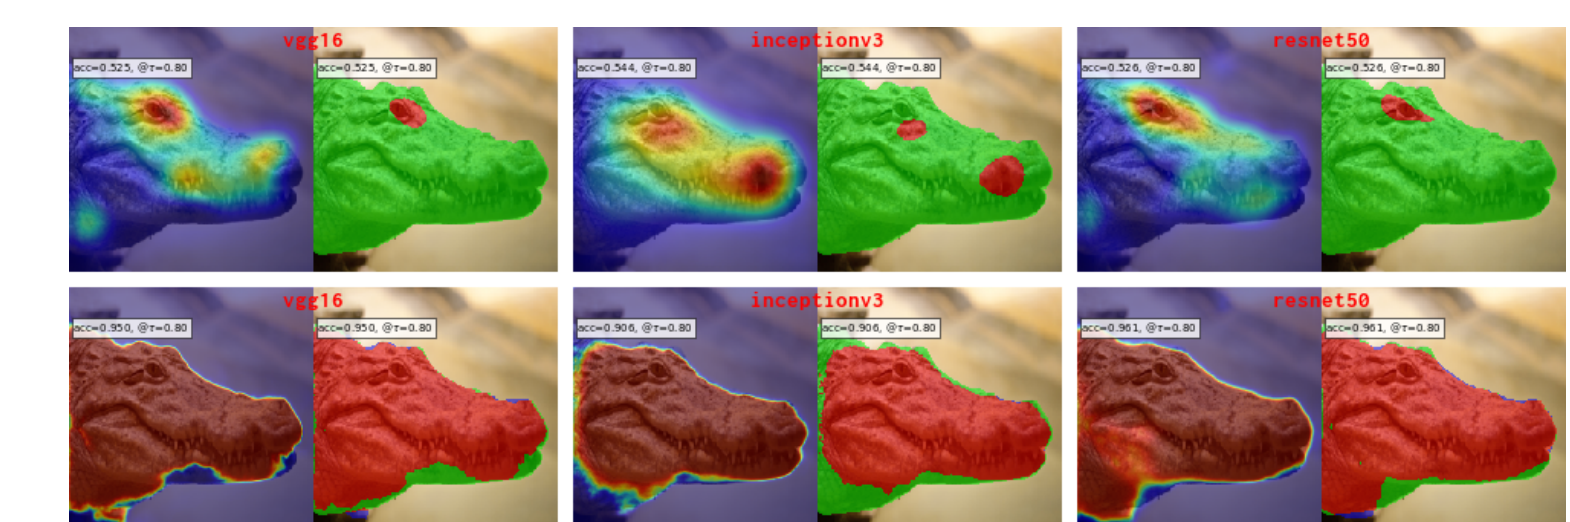 vgg16
acc=0.525, @τ=0.80
acc=0.525, @τ=0.80
inceptionv3
acc=0.544, @τ=0.80
acc=0.544, @τ=0.80
resnet50
acc=0.526, @τ=0.80
acc=0.526, @τ=0.80
vgg16
acc=0.950, @τ=0.80
acc=0.950, @τ=0.80
inceptionv3
acc=0.906, @τ=0.80
acc=0.906, @τ=0.80
resnet50
acc=0.961, @τ=0.80
acc=0.961, @τ=0.80